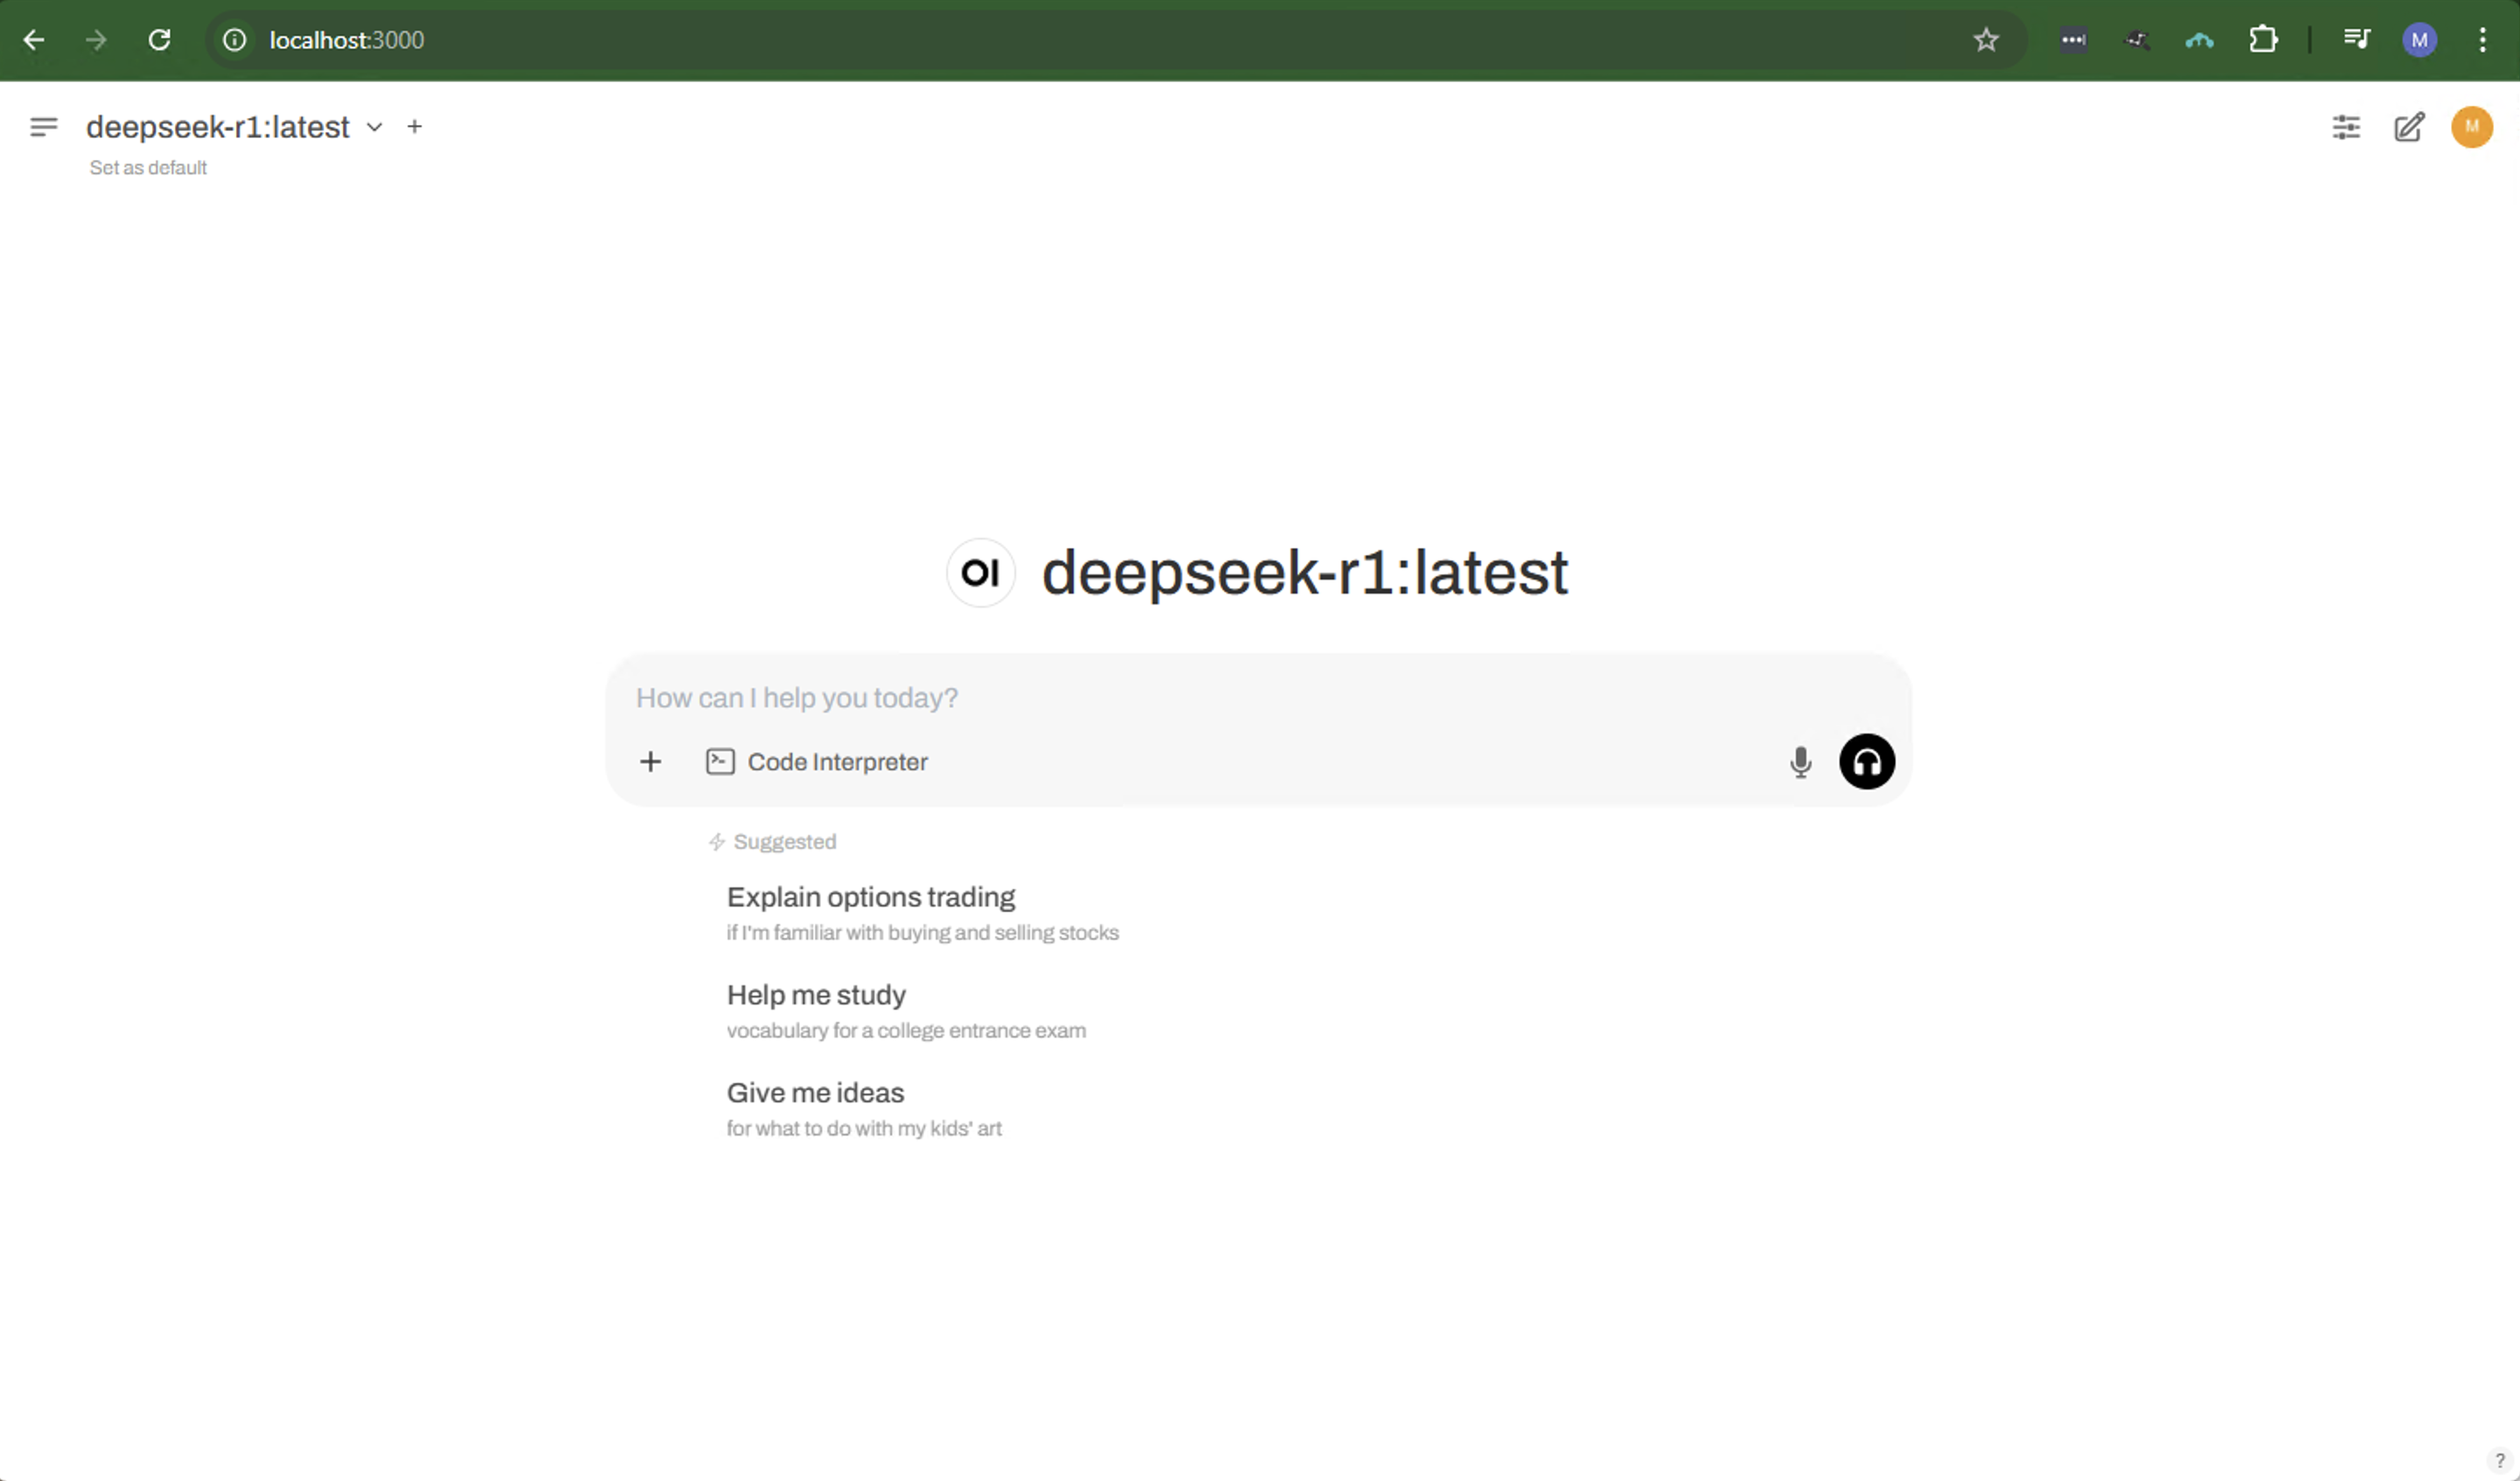 localhost:3000
M
deepseek-r1:latest
M
Set as default
OI deepseek-r1:latest
How can I help you today?
Code Interpreter
Suggested
Explain options trading
if I'm familiar with buying and selling stocks
Help me study
vocabulary for a college entrance exam
Give me ideas
for what to do with my kids' art
?